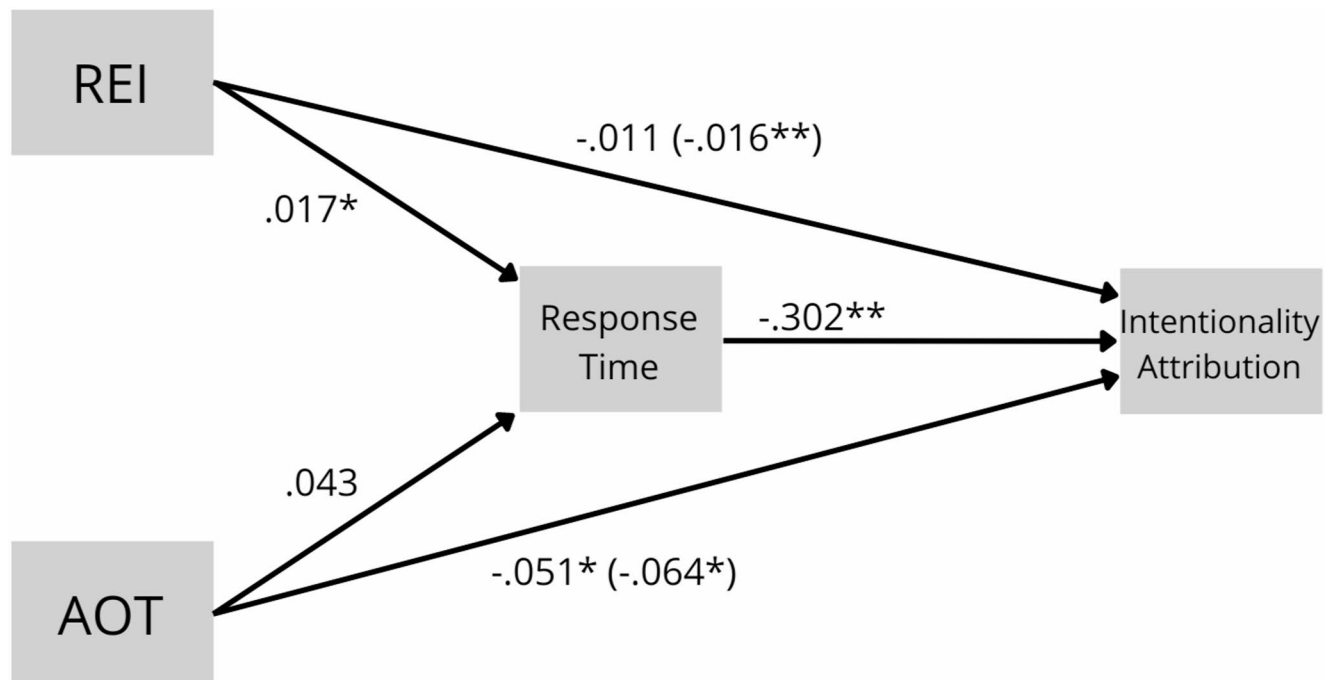 REI
-.011 (-.016**)
.017*
Response
Time
-.302**
Intentionality
Attribution
.043
-.051* (-.064*)
AOT